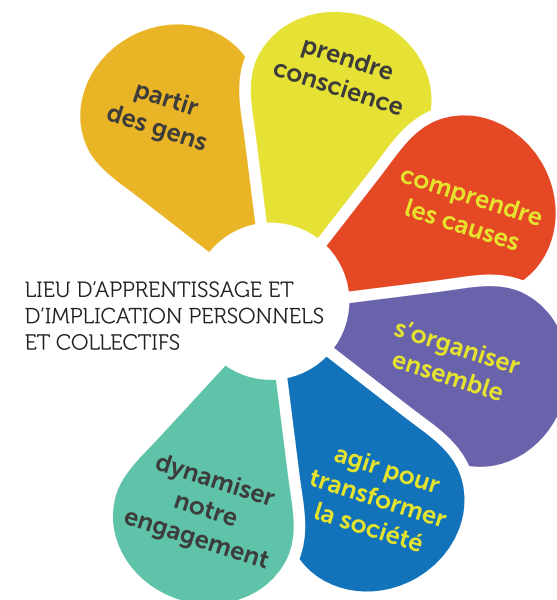 partir
des gens
prendre
conscience
comprendre
les causes
s'organiser
ensemble
agir pour
transformer
la société
dynamiser
notre
engagement
LIEU D'APPRENTISSAGE ET
D'IMPLICATION PERSONNELS
ET COLLECTIFS